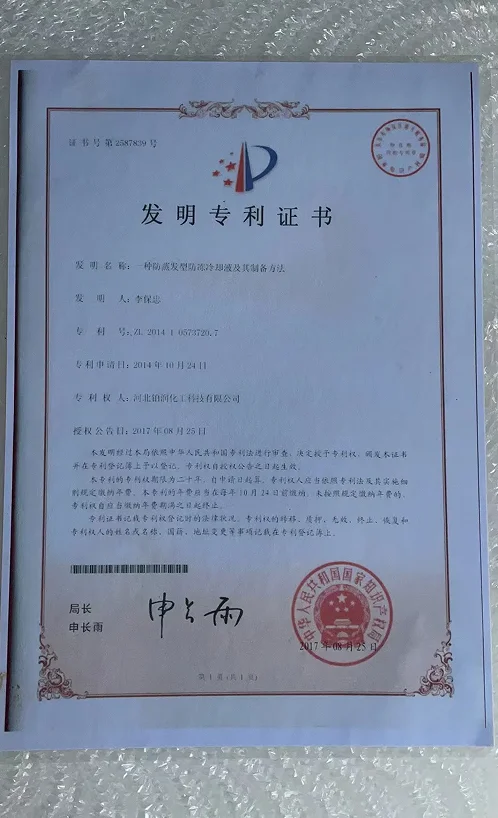 证书号第2587839号
发明专利证书
发明名称：一种防蒸发型防冻冷却液及其制备方法
发明人：李保忠
专利号：ZL 2014 1 0573720.7
专利申请日：2014年10月24日
专利权人：河北铂润化工科技有限公司
授权公告日：2017年08月25日
本发明经过本局依照中华人民共和国专利法进行审查，决定授予专利权，颁发本证书
并在专利登记簿上予以登记。专利权自授权公告之日起生效。
本专利的专利权期限为二十年，自申请日起算。专利权人应当依照专利法及其实施细
则规定缴纳年费。本专利的年费应当在每年10月24日前缴纳。未按照规定缴纳年费的，
专利权自应当缴纳年费期满之日起终止。
专利证书记载专利权登记时的法律状况。专利权的转移、质押、无效、终止、恢复和
专利权人的姓名或名称、国籍、地址变更等事项记载在专利登记簿上。
局长
申长雨
申长雨
中华人民共和国国家知识产权局
2017年08月25日
第1页（共1页）